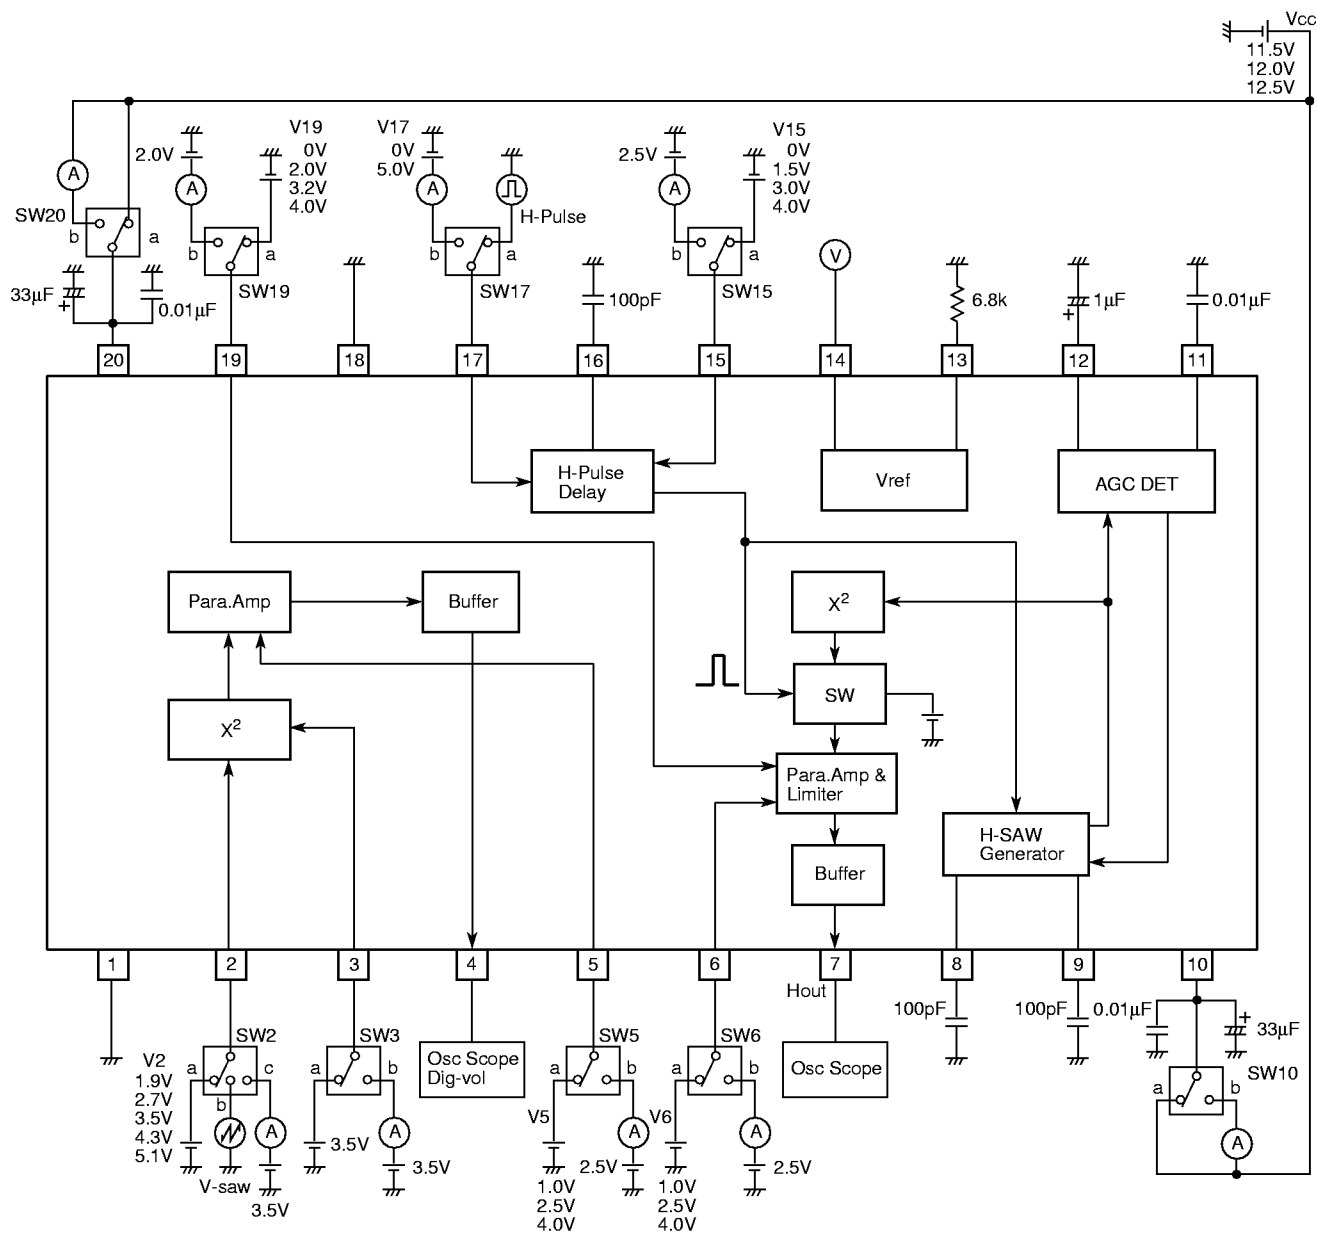 VCC
11.5V
12.0V
12.5V
A
SW20
b
a
33μF
+
0.01μF
2.0V
A
V19
0V
2.0V
3.2V
4.0V
b
a
SW19
V17
0V
5.0V
A
H-Pulse
b
a
SW17
100pF
2.5V
A
V15
0V
1.5V
3.0V
4.0V
b
a
SW15
V
6.8k
1μF
+
0.01μF
20
19
18
17
16
15
14
13
12
11
H-Pulse
Delay
Vref
AGC DET
Para.Amp
Buffer
X2
SW
X2
Para.Amp &
Limiter
H-SAW
Generator
Buffer
1
2
3
4
5
6
7
8
9
10
Hout
100pF
100pF
0.01μF
+
33μF
SW2
a
b
c
V2
1.9V
2.7V
3.5V
4.3V
5.1V
V-saw
A
3.5V
SW3
a
b
3.5V
A
3.5V
Osc Scope
Dig-vol
SW5
a
b
V5
1.0V
2.5V
4.0V
A
2.5V
SW6
a
b
V6
1.0V
2.5V
4.0V
A
2.5V
Osc Scope
SW10
a
b
A